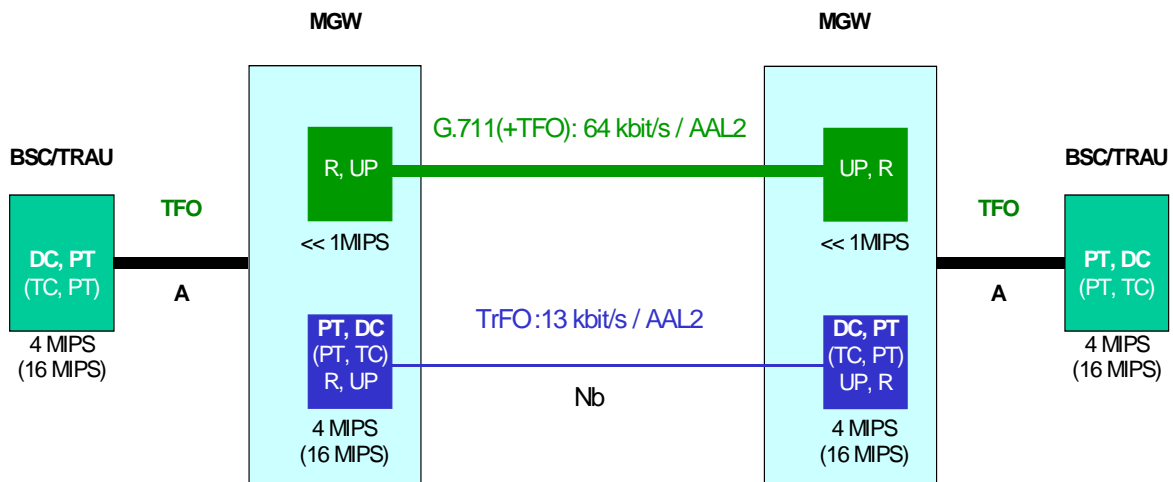 MGW
MGW
G.711(+TFO): 64 kbit/s / AAL2
BSC/TRAU
BSC/TRAU
R, UP
UP, R
TFO
TFO
<< 1MIPS
<< 1MIPS
DC, PT
(TC, PT)
PT, DC
(PT, TC)
A
A
TrFO :13 kbit/s / AAL2
PT, DC
(PT, TC)
R, UP
DC, PT
(TC, PT)
UP, R
4 MIPS
(16 MIPS)
4 MIPS
(16 MIPS)
Nb
4 MIPS
(16 MIPS)
4 MIPS
(16 MIPS)